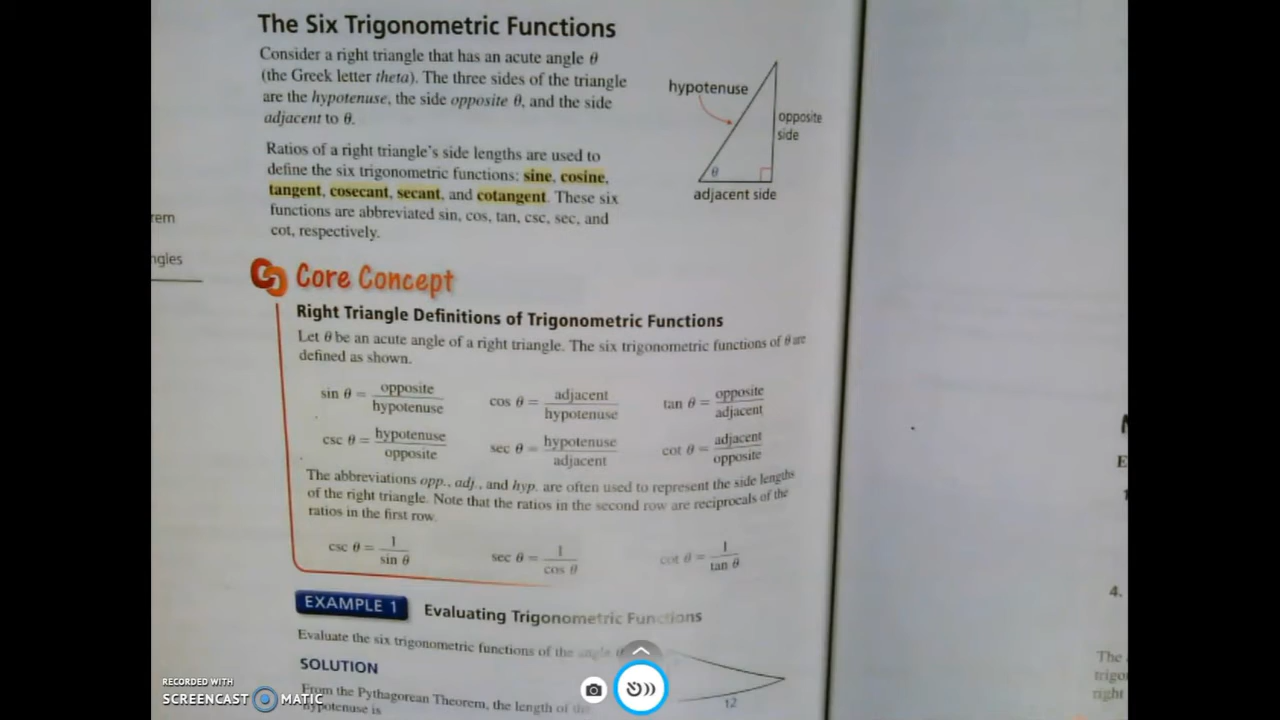 The Six Trigonometric Functions
Consider a right triangle that has an acute angle θ
(the Greek letter theta). The three sides of the triangle
are the hypotenuse, the side opposite θ, and the side
adjacent to θ.
hypotenuse
opposite
side
θ
adjacent side
Ratios of a right triangle's side lengths are used to
define the six trigonometric functions: sine, cosine,
tangent, cosecant, secant, and cotangent. These six
functions are abbreviated sin, cos, tan, csc, sec, and
cot, respectively.
rem
ngles
Core Concept
Right Triangle Definitions of Trigonometric Functions
Let θ be an acute angle of a right triangle. The six trigonometric functions of θ are
defined as shown.
sin θ = opposite / hypotenuse cos θ = adjacent / hypotenuse tan θ = opposite / adjacent
csc θ = hypotenuse / opposite sec θ = hypotenuse / adjacent cot θ = adjacent / opposite
The abbreviations opp., adj., and hyp. are often used to represent the side lengths
of the right triangle. Note that the ratios in the second row are reciprocals of the
ratios in the first row.
csc θ = 1 / sin θ sec θ = 1 / cos θ cot θ = 1 / tan θ
EXAMPLE 1 Evaluating Trigonometric Functions
Evaluate the six trigonometric functions of the angle
SOLUTION
From the Pythagorean Theorem, the length of the
hypotenuse is
12
E
4.
The
trigo
right
RECORDED WITH
SCREENCAST MATIC